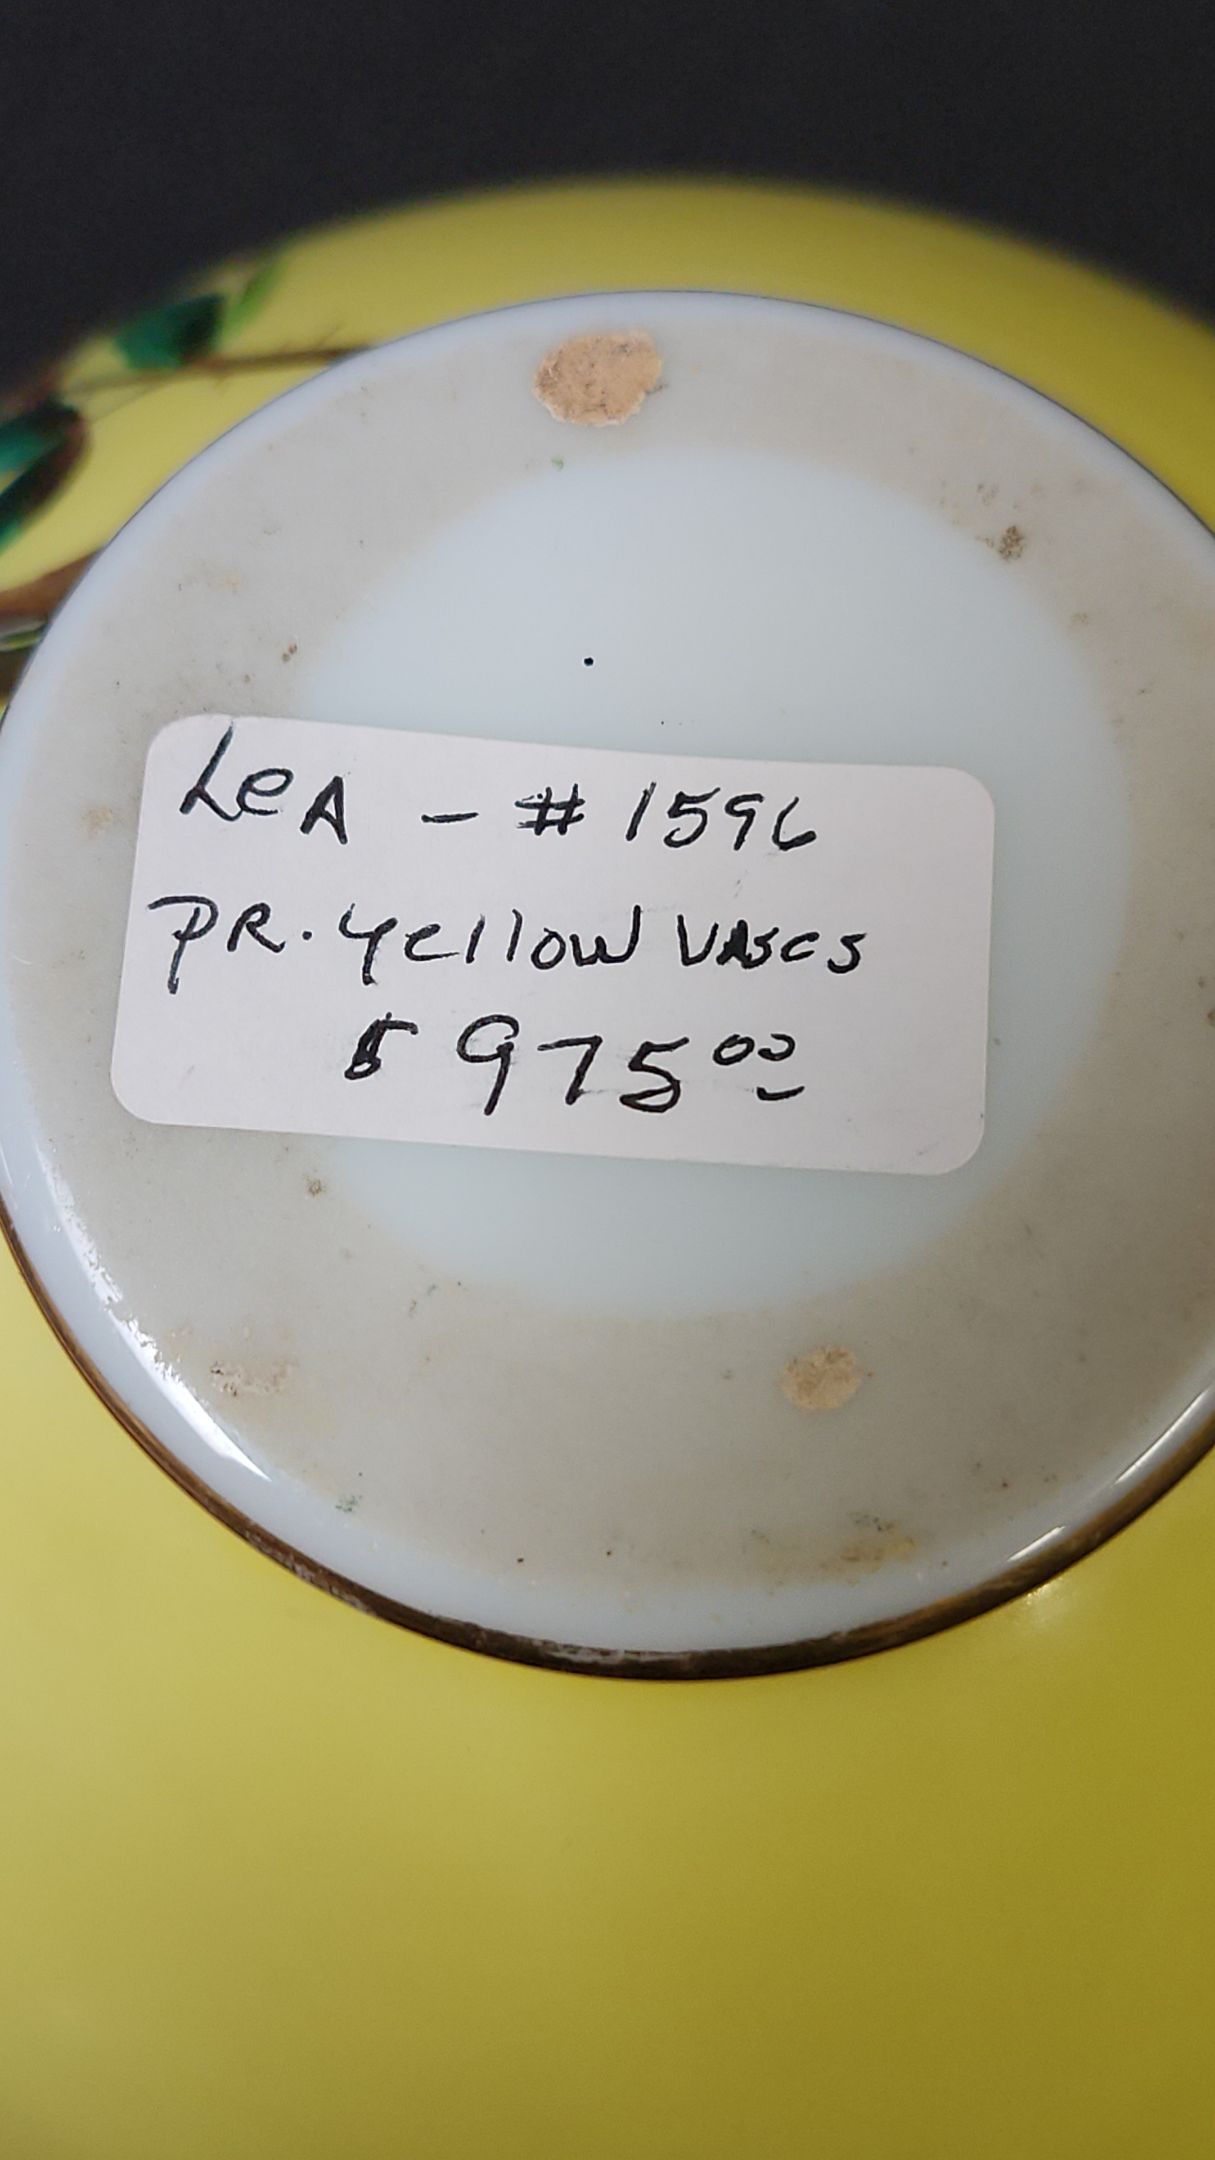 LeA - # 1596
PR. Yellow VASES
$ 975.00